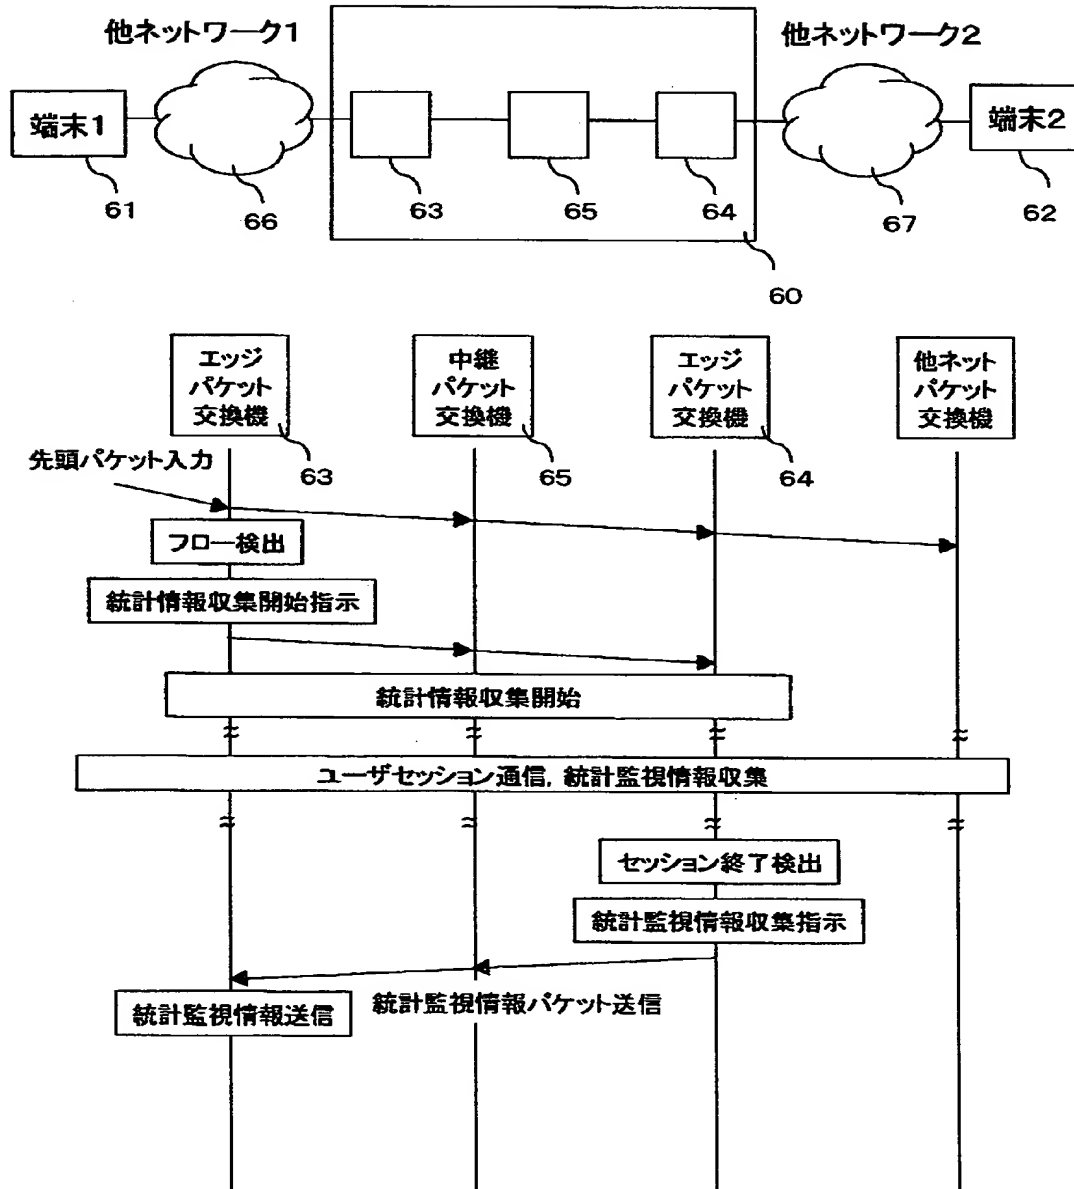 他ネットワーク1
他ネットワーク2
端末1
端末2
61
66
63
65
64
67
62
60
エッジ
パケット
交換機
中継
パケット
交換機
エッジ
パケット
交換機
他ネット
パケット
交換機
63
65
64
先頭パケット入力
フロー検出
統計情報収集開始指示
統計情報収集開始
ユーザセッション通信, 統計監視情報収集
セッション終了検出
統計監視情報収集指示
統計監視情報パケット送信
統計監視情報送信